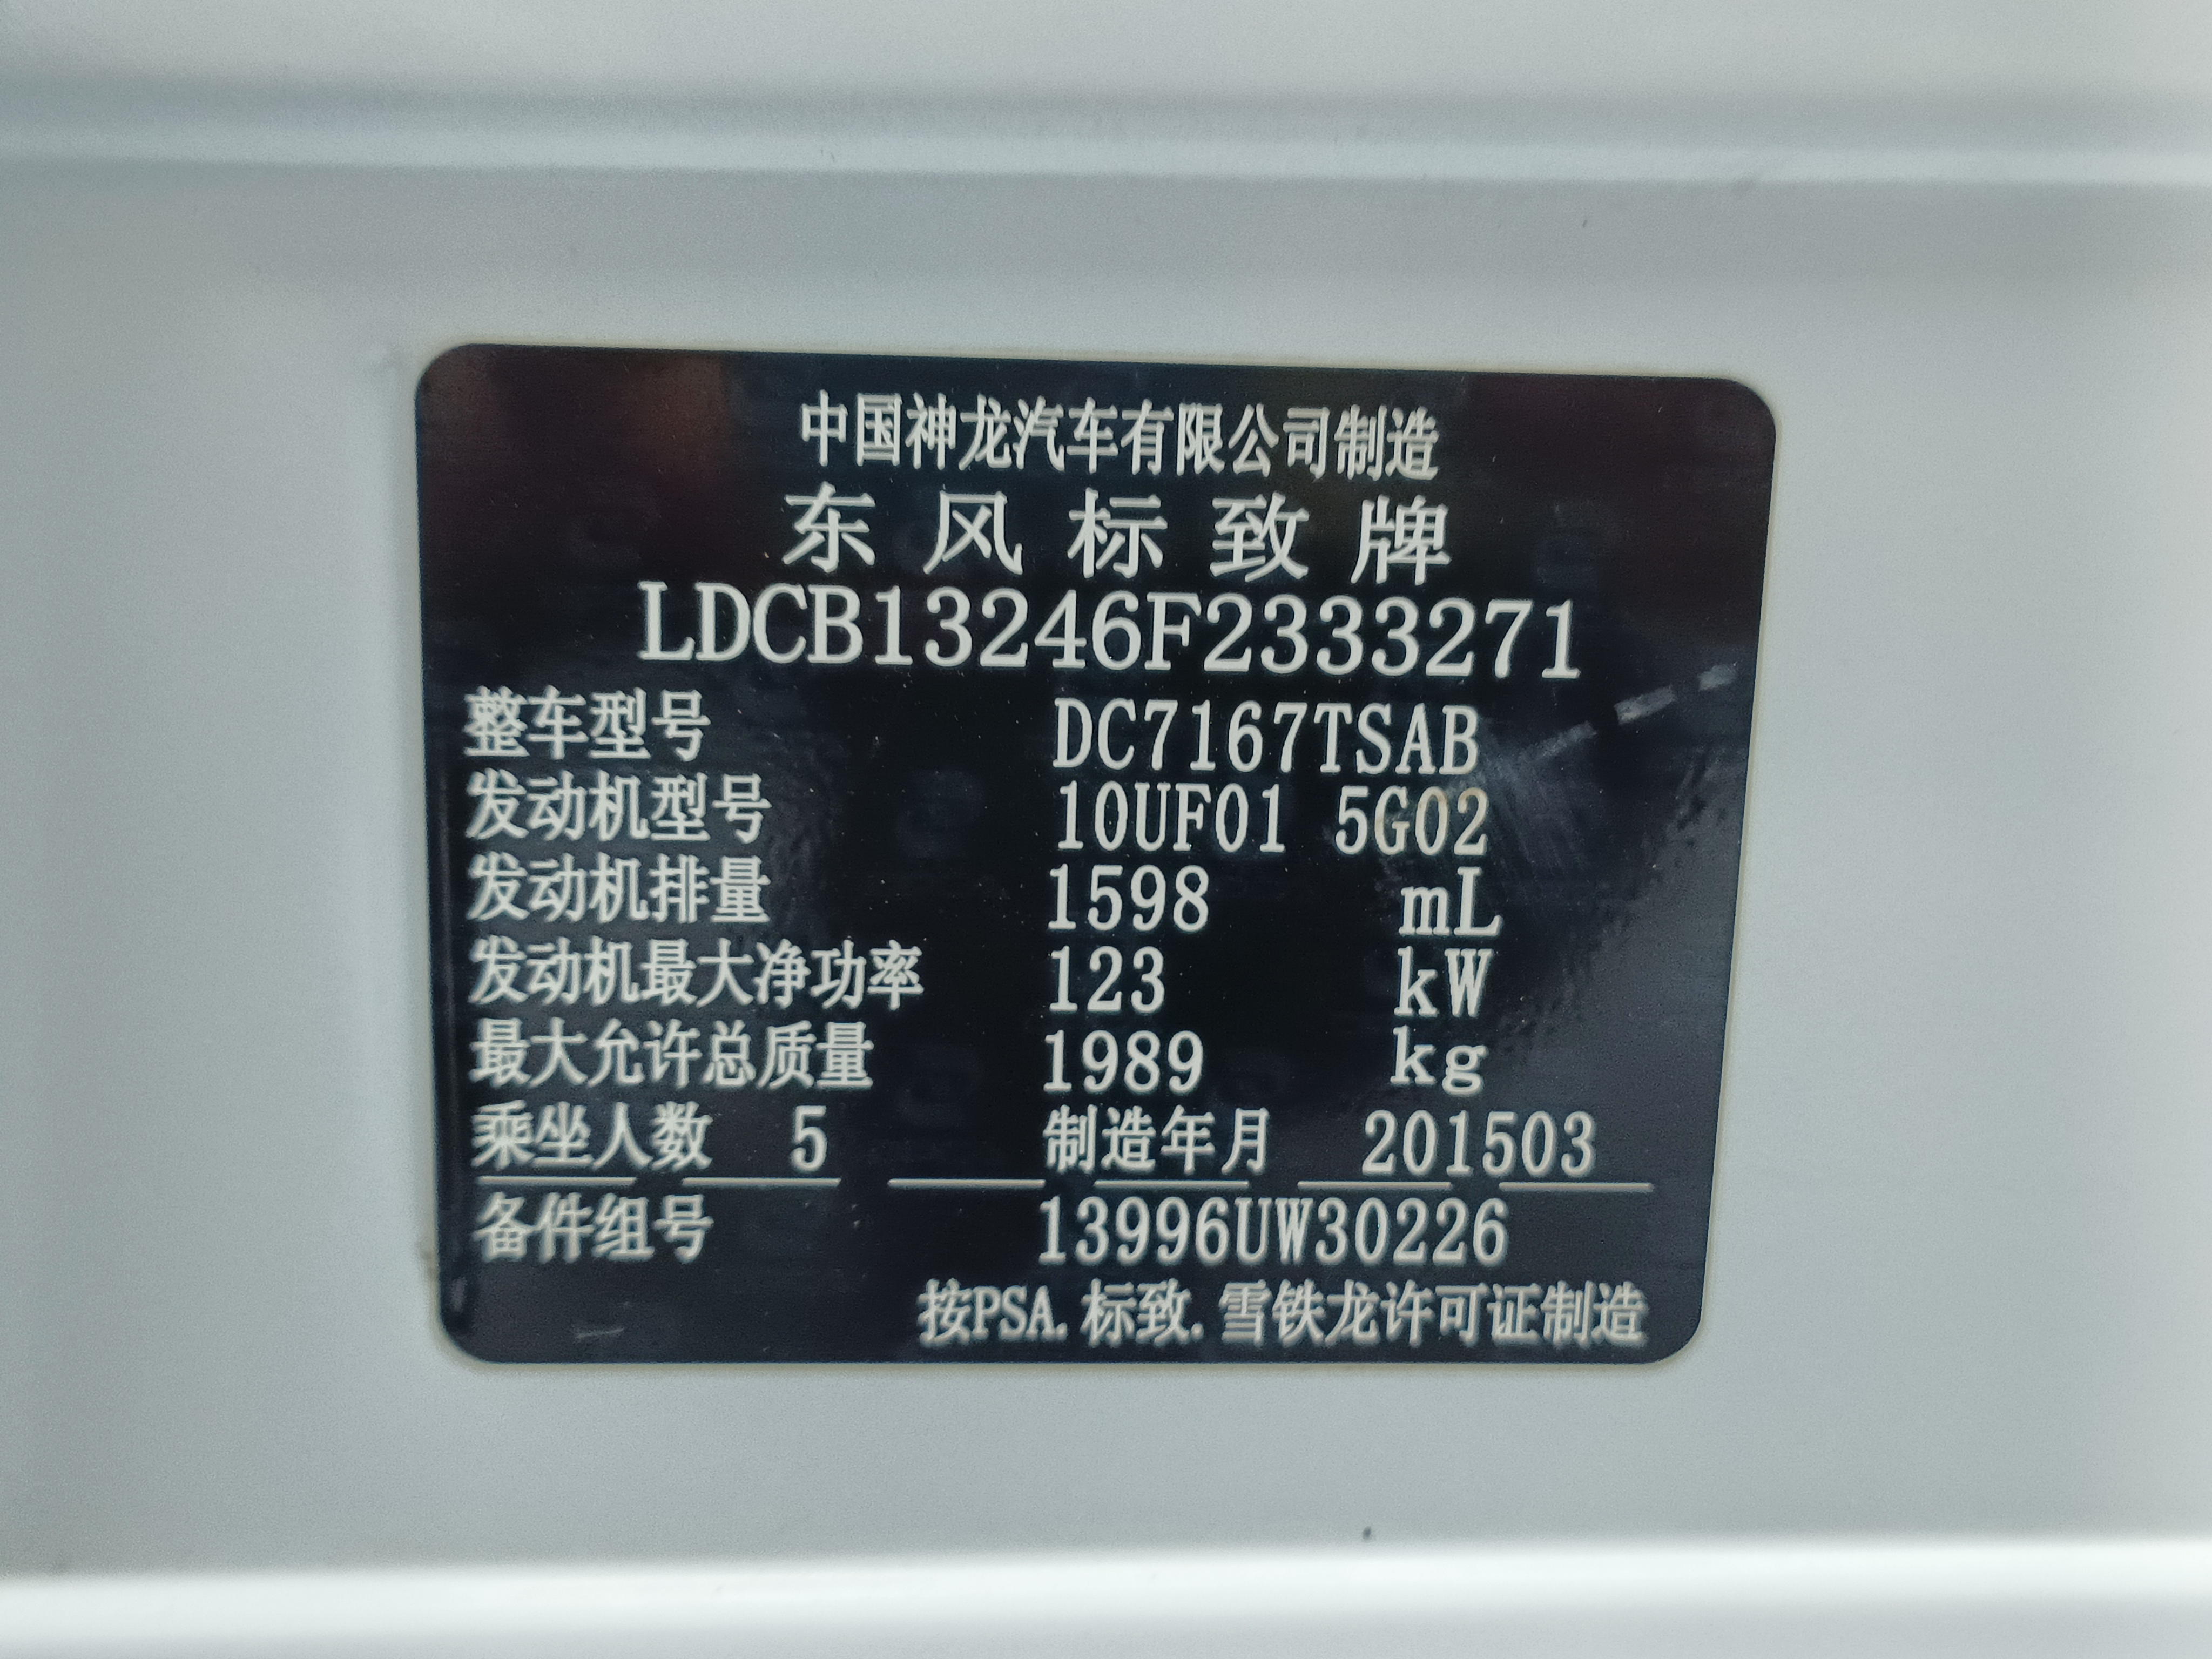 中国神龙汽车有限公司制造
东风标致牌
LDCB13246F2333271
整车型号 DC7167TSAB
发动机型号 10UF01 5G02
发动机排量 1598 mL
发动机最大净功率 123 kW
最大允许总质量 1989 kg
乘坐人数 5 制造年月 201503
备件组号 13996UW30226
按PSA.标致.雪铁龙许可证制造